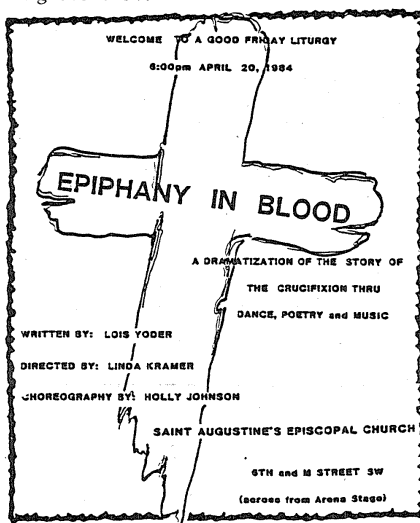 WELCOME TO A GOOD FRIDAY LITURGY
6:00pm APRIL 20, 1984
EPIPHANY IN BLOOD
A DRAMATIZATION OF THE STORY OF
THE CRUCIFIXION THRU
DANCE, POETRY and MUSIC
WRITTEN BY: LOIS YODER
DIRECTED BY: LINDA KRAMER
CHOREOGRAPHY BY: HOLLY JOHNSON
SAINT AUGUSTINE'S EPISCOPAL CHURCH
6TH and M STREET SW
(across from Arena Stage)